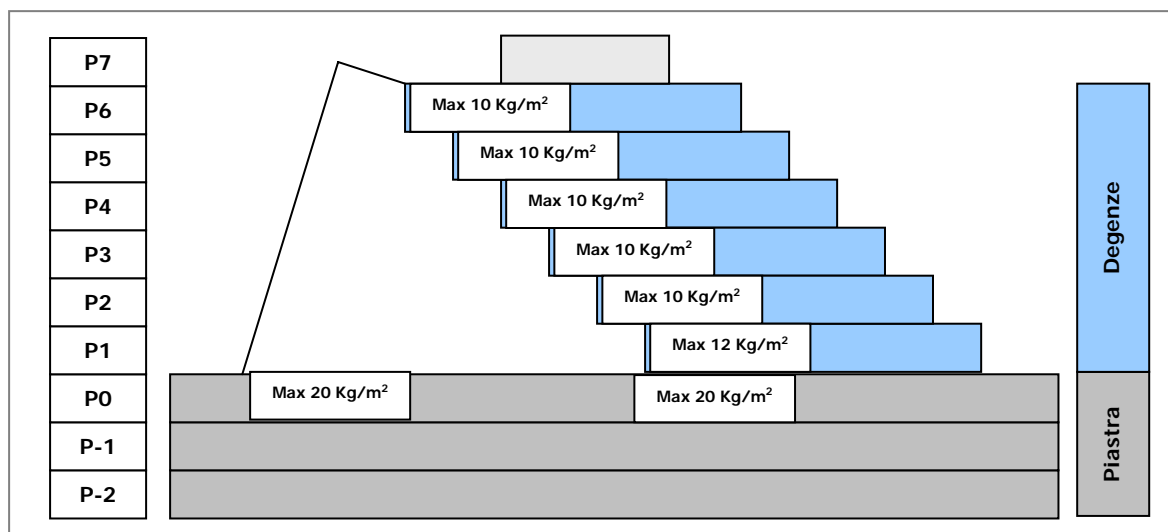 P7
P6
Max 10 Kg/m²
P5
Max 10 Kg/m²
P4
Max 10 Kg/m²
P3
Max 10 Kg/m²
P2
Max 10 Kg/m²
P1
Max 12 Kg/m²
P0
Max 20 Kg/m²
Max 20 Kg/m²
P-1
P-2
Degenze
Piastra